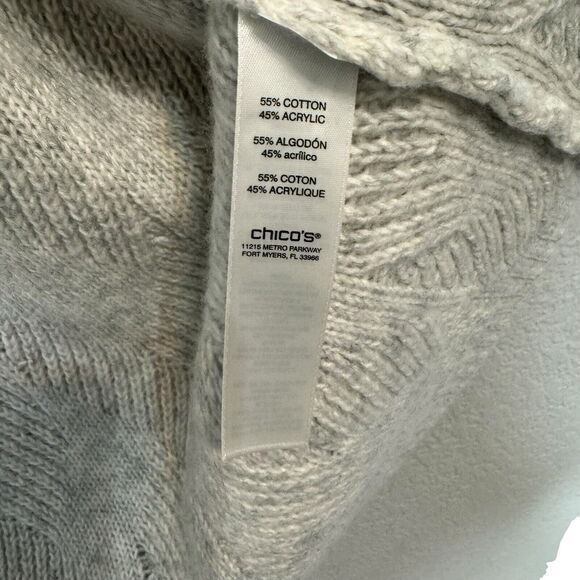 55% COTTON
45% ACRYLIC
55% ALGODÓN
45% acrílico
55% COTON
45% ACRYLIQUE
chico's®
11215 METRO PARKWAY
FORT MYERS, FL 33966